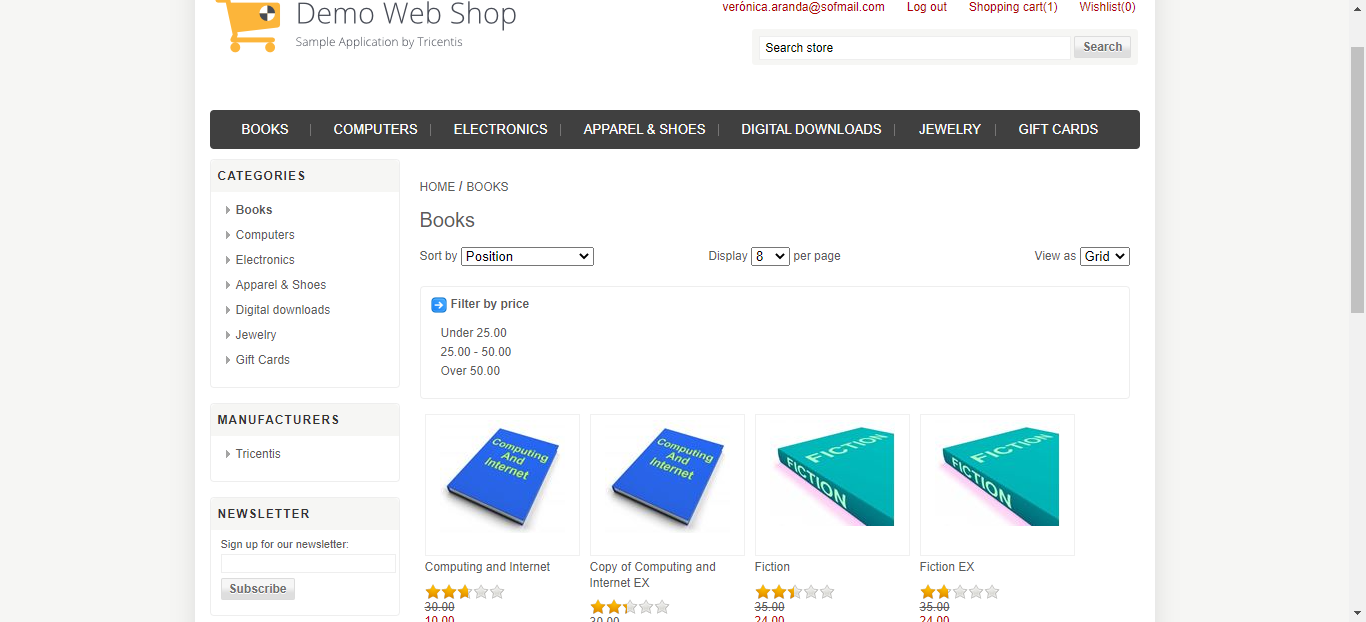 Demo Web Shop
Sample Application by Tricentis
verónica.aranda@sofmail.com Log out Shopping cart(1) Wishlist(0)
Search store Search
BOOKS COMPUTERS ELECTRONICS APPAREL & SHOES DIGITAL DOWNLOADS JEWELRY GIFT CARDS
CATEGORIES
Books
Computers
Electronics
Apparel & Shoes
Digital downloads
Jewelry
Gift Cards
MANUFACTURERS
Tricentis
NEWSLETTER
Sign up for our newsletter:
Subscribe
HOME / BOOKS
Books
Sort by Position Display 8 per page View as Grid
Filter by price
Under 25.00
25.00 - 50.00
Over 50.00
Computing
And
Internet
Computing
And
Internet
FICTION
FICTION
FICTION
FICTION
Computing and Internet
30.00
10.00
Copy of Computing and
Internet EX
30.00
Fiction
35.00
24.00
Fiction EX
35.00
24.00